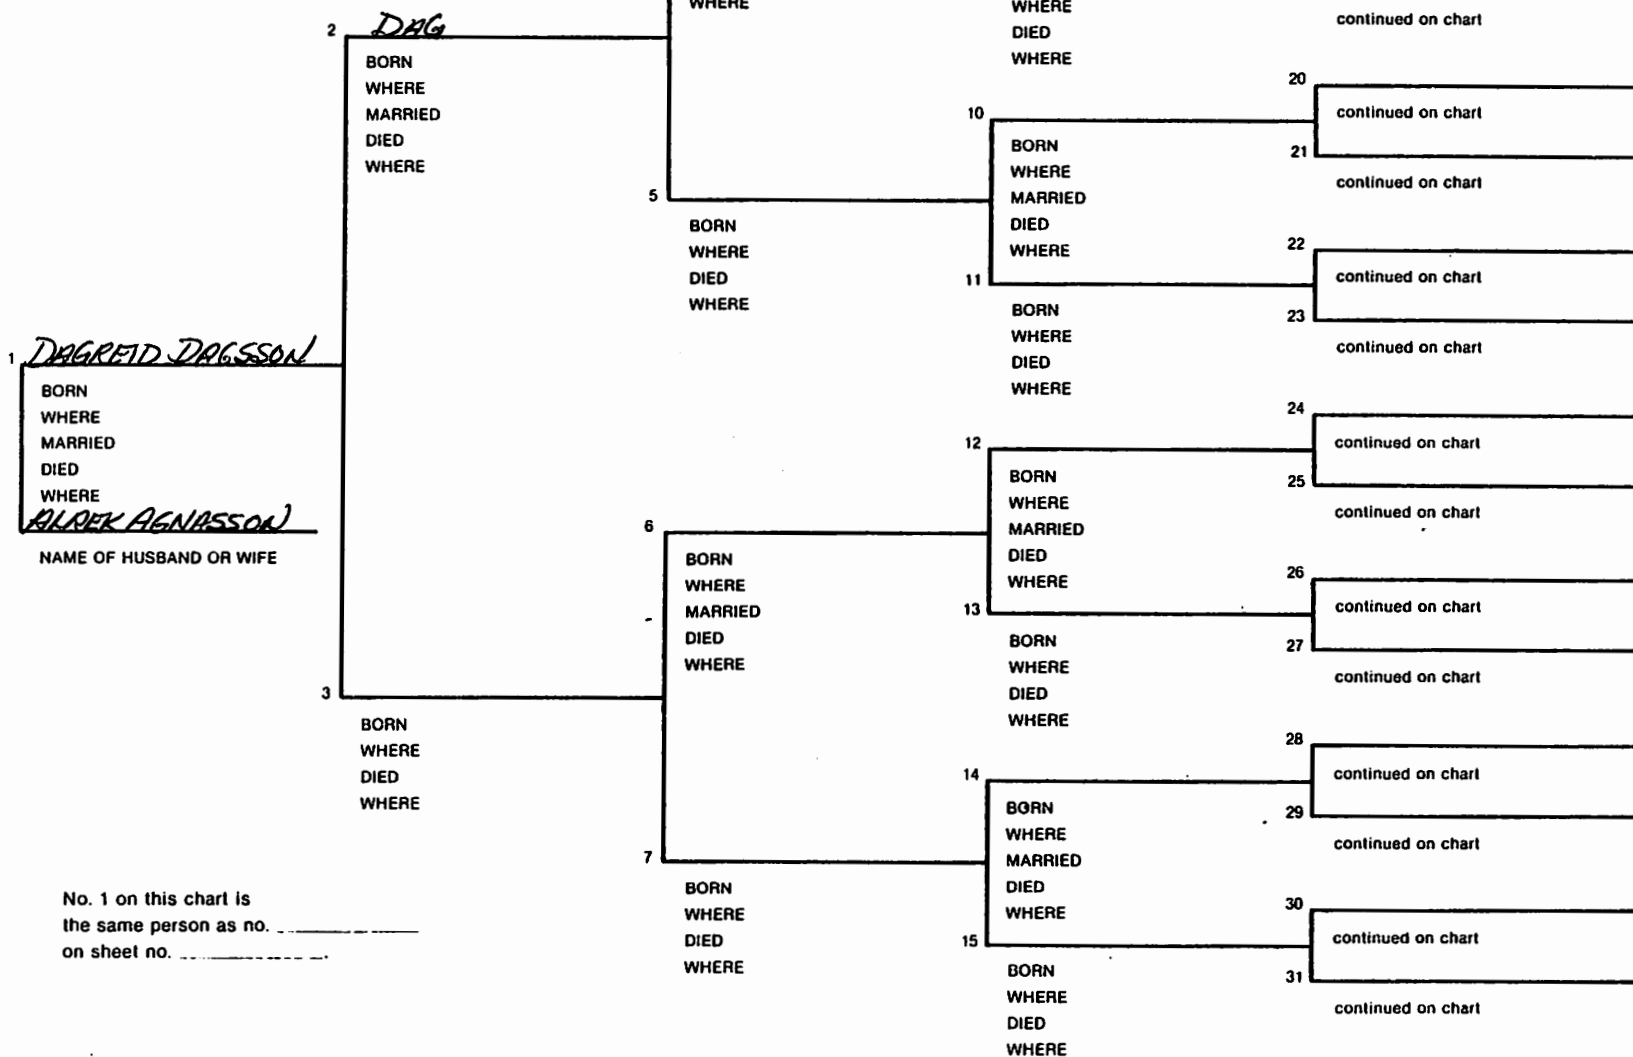 WHERE
WHERE
DIED
WHERE
continued on chart
2 DAG
BORN
WHERE
MARRIED
DIED
WHERE
5
BORN
WHERE
DIED
WHERE
10
BORN
WHERE
MARRIED
DIED
WHERE
11
BORN
WHERE
DIED
WHERE
20
continued on chart
21
continued on chart
22
continued on chart
23
continued on chart
1 DAGREID DAGSSON
BORN
WHERE
MARRIED
DIED
WHERE
ALREK AGNASSON
NAME OF HUSBAND OR WIFE
3
BORN
WHERE
DIED
WHERE
6
BORN
WHERE
MARRIED
DIED
WHERE
7
BORN
WHERE
DIED
WHERE
12
BORN
WHERE
MARRIED
DIED
WHERE
13
BORN
WHERE
DIED
WHERE
14
BORN
WHERE
MARRIED
DIED
WHERE
15
BORN
WHERE
DIED
WHERE
24
continued on chart
25
continued on chart
26
continued on chart
27
continued on chart
28
continued on chart
29
continued on chart
30
continued on chart
31
continued on chart
No. 1 on this chart is
the same person as no.
on sheet no.